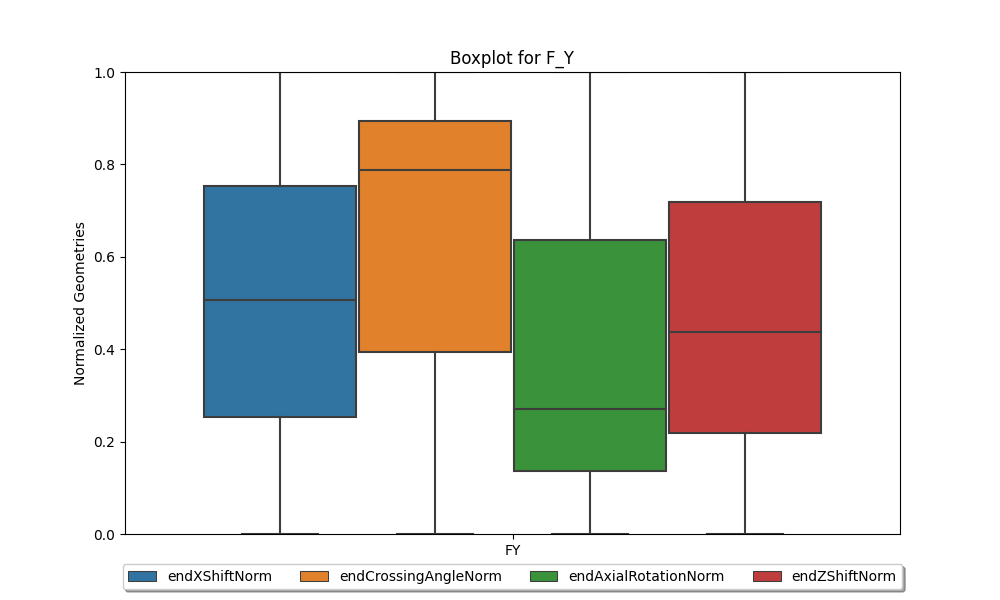 Boxplot for F_Y
Normalized Geometries
1.0
0.8
0.6
0.4
0.2
0.0
FY
endXShiftNorm endCrossingAngleNorm endAxialRotationNorm endZShiftNorm